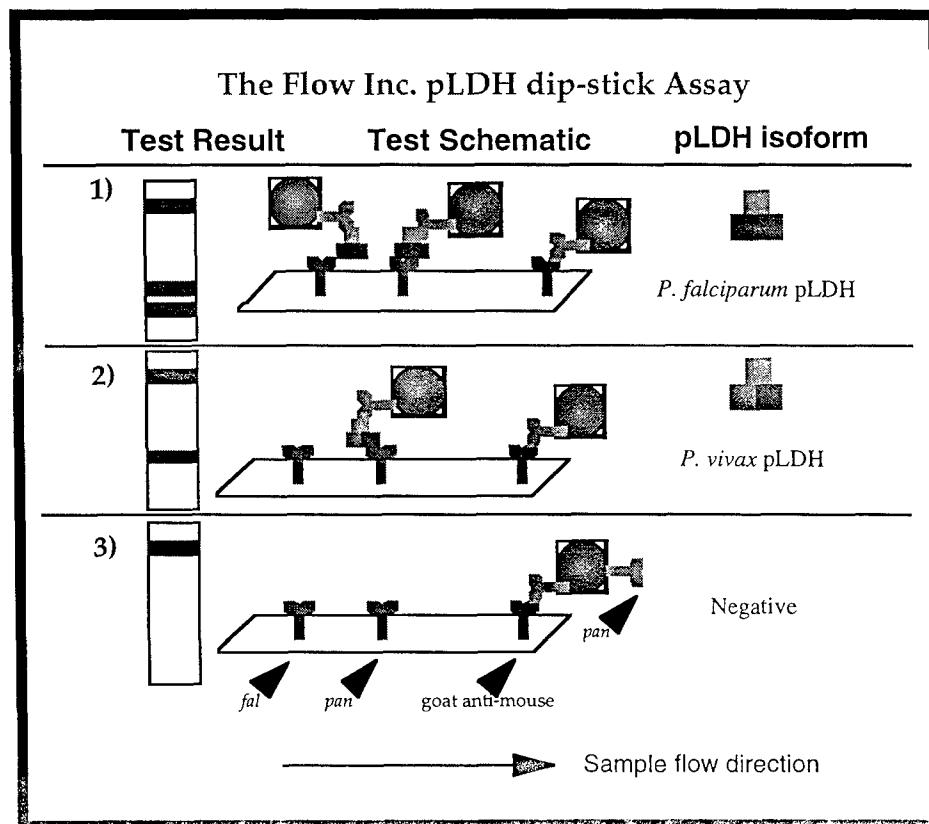 The Flow Inc. pLDH dip-stick Assay
Test Result Test Schematic pLDH isoform
1)
P. falciparum pLDH
2)
P. vivax pLDH
3)
Negative
pan
fal pan goat anti-mouse
Sample flow direction